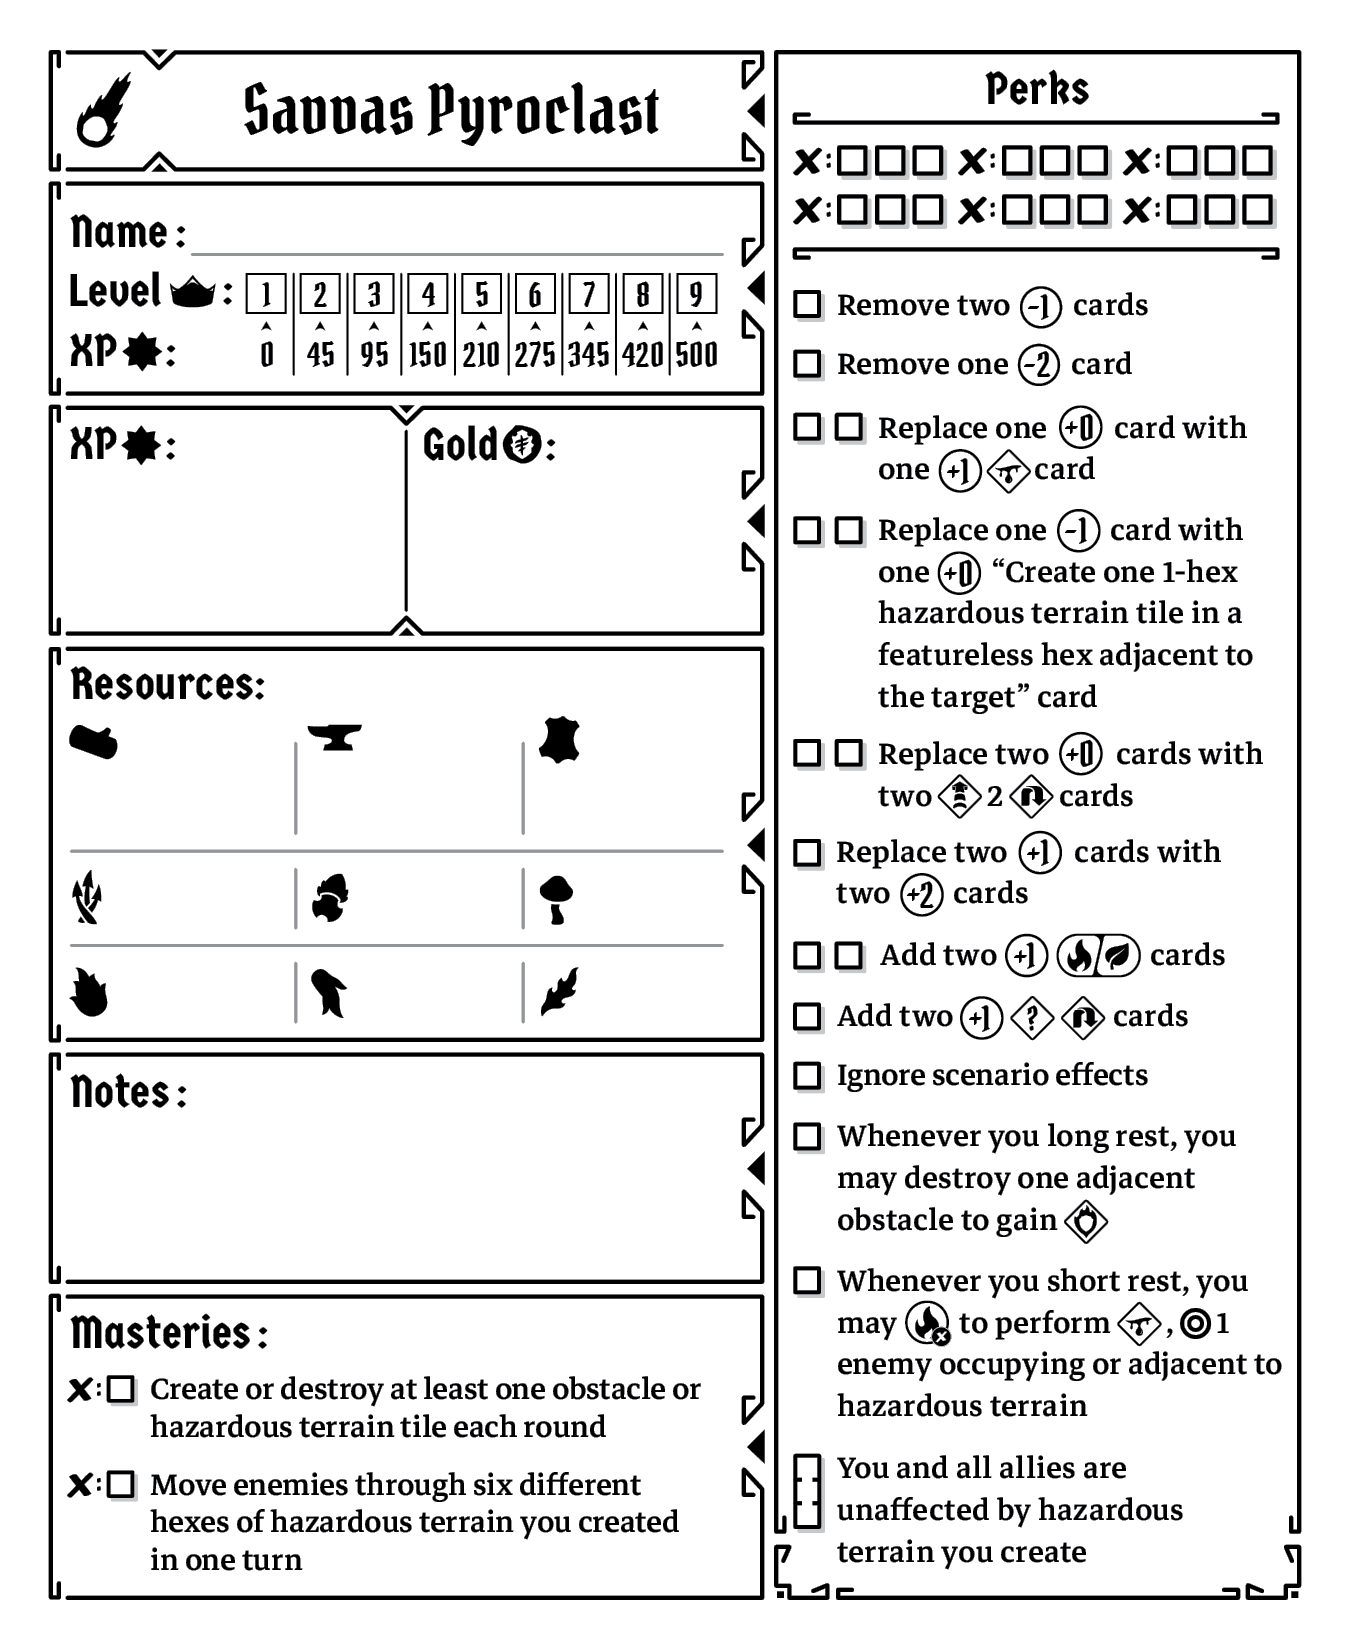 Savvas Pyroclast
Name:
Level :
1 2 3 4 5 6 7 8 9
XP :
0 45 95 150 210 275 345 420 500
XP :
Gold :
Resources:
Notes:
Masteries:
x: Create or destroy at least one obstacle or
hazardous terrain tile each round
x: Move enemies through six different
hexes of hazardous terrain you created
in one turn
Perks
x: x: x:
x: x: x:
Remove two -1 cards
Remove one -2 card
Replace one +0 card with
one +1 card
Replace one -1 card with
one +0 “Create one 1-hex
hazardous terrain tile in a
featureless hex adjacent to
the target” card
Replace two +0 cards with
two 2 cards
Replace two +1 cards with
two +2 cards
Add two +1 cards
Add two +1 ? cards
Ignore scenario effects
Whenever you long rest, you
may destroy one adjacent
obstacle to gain
Whenever you short rest, you
may to perform , 1
enemy occupying or adjacent to
hazardous terrain
You and all allies are
unaffected by hazardous
terrain you create